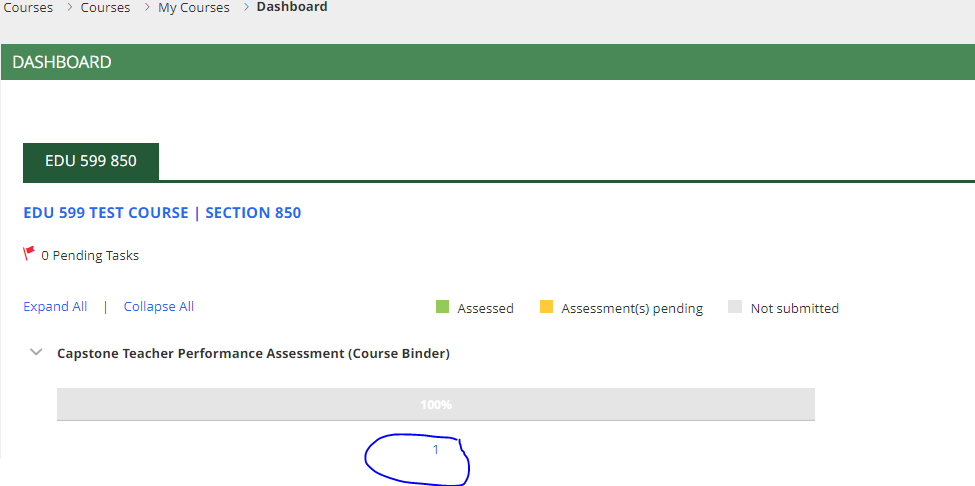 Courses > Courses > My Courses > Dashboard
DASHBOARD
EDU 599 850
EDU 599 TEST COURSE | SECTION 850
0 Pending Tasks
Expand All | Collapse All Assessed Assessment(s) pending Not submitted
Capstone Teacher Performance Assessment (Course Binder)
100%
1